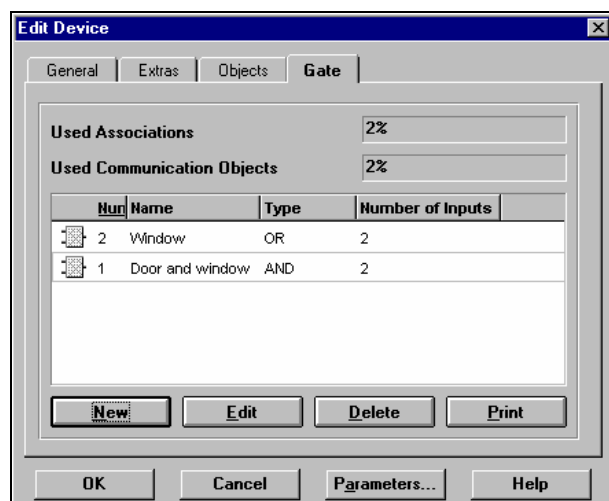 Edit Device
General Extras Objects Gate
Used Associations 2%
Used Communication Objects 2%
Nun Name Type Number of Inputs
2 Window OR 2
1 Door and window AND 2
New Edit Delete Print
OK Cancel Parameters... Help